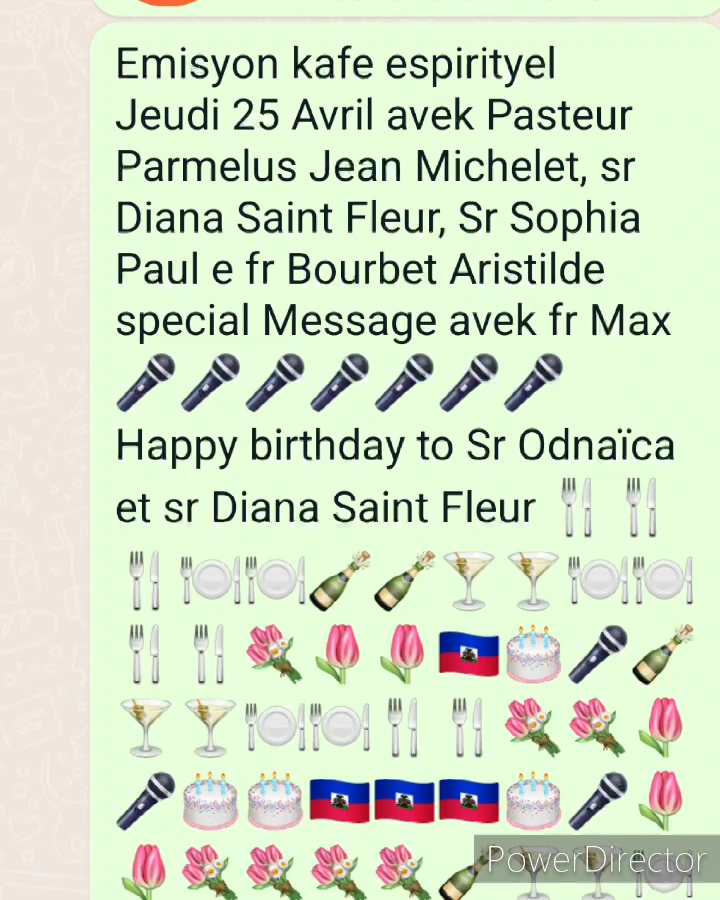 Emisyon kafe espirityel
Jeudi 25 Avril avek Pasteur
Parmelus Jean Michelet, sr
Diana Saint Fleur, Sr Sophia
Paul e fr Bourbet Aristilde
special Message avek fr Max
🎤🎤🎤🎤🎤🎤🎤
Happy birthday to Sr Odnaïca
et sr Diana Saint Fleur 🍴🍴
🍴🍽️🍽️🍾🍾🍸🍸🍽️🍽️
🍴🍴💐🌷🌷🇭🇹🎂🎤🍾
🍸🍸🍽️🍽️🍴🍴💐💐🌷
🎤🎂🎂🇭🇹🇭🇹🇭🇹🎂🎤🌷
🌷💐💐💐💐🍾🍸🍸🍽️
PowerDirector